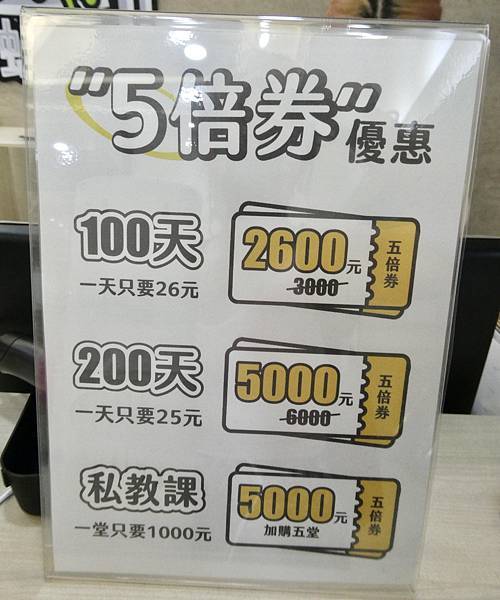 "5倍券"優惠
100天
一天只要26元
2600元
3000
五倍券
200天
一天只要25元
5000元
6000
五倍券
私教課
一堂只要1000元
5000元
加購五堂
五倍券